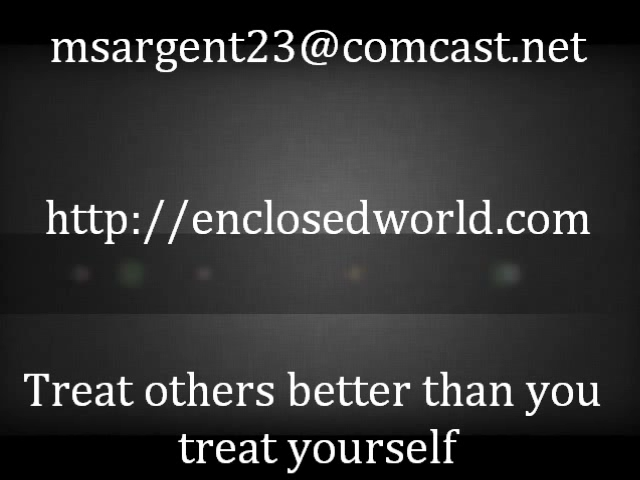 msargent23@comcast.net
http://enclosedworld.com
Treat others better than you
treat yourself